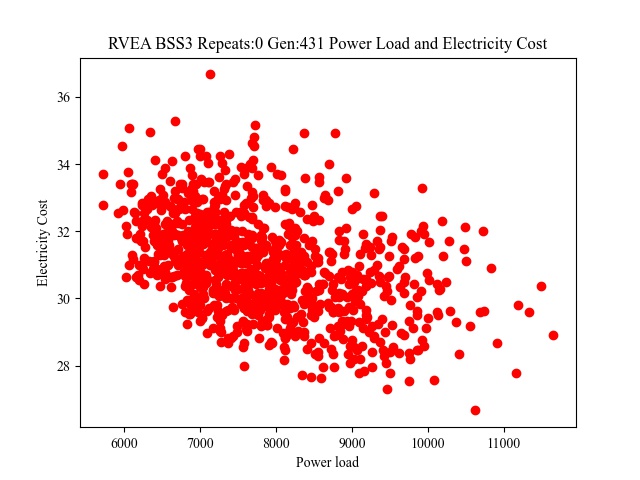 RVEA BSS3 Repeats:0 Gen:431 Power Load and Electricity Cost
Electricity Cost
36
34
32
30
28
6000 7000 8000 9000 10000 11000
Power load